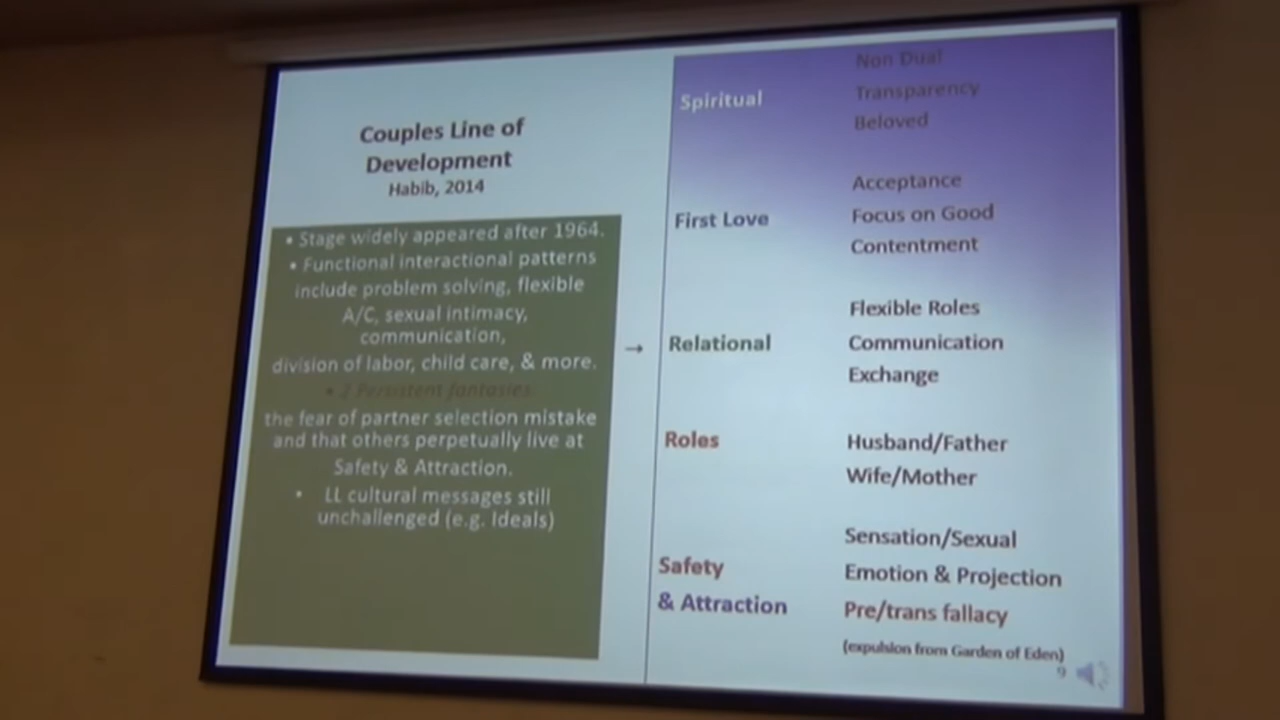 Couples Line of
Development
Habib, 2014
• Stage widely appeared after 1964.
• Functional interactional patterns
include problem solving, flexible
A/C, sexual intimacy,
communication,
division of labor, child care, & more.
• 2 Persistent fantasies
the fear of partner selection mistake
and that others perpetually live at
Safety & Attraction.
• LL cultural messages still
unchallenged (e.g. Ideals)
→
Spiritual
Non Dual
Transparency
Beloved
First Love
Acceptance
Focus on Good
Contentment
Relational
Flexible Roles
Communication
Exchange
Roles
Husband/Father
Wife/Mother
Safety
& Attraction
Sensation/Sexual
Emotion & Projection
Pre/trans fallacy
(expulsion from Garden of Eden)
9